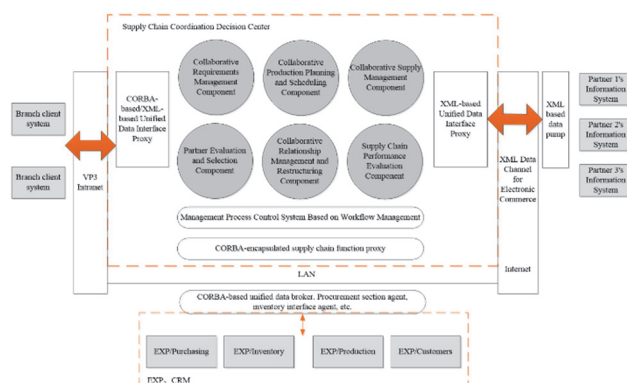 Supply Chain Coordination Decision Center
Collaborative
Requirements
Management
Component
Collaborative
Production Planning
and Scheduling
Component
Collaborative Supply
Management
Component
Partner Evaluation
and Selection
Component
Collaborative
Relationship
Management and
Restructuring
Component
Supply Chain
Performance
Evaluation
Component
Branch client
system
Branch client
system
VP3
Intranet
CORBA-
based/XML-
based Unified
Data Interface
Proxy
XML-based
Unified Data
Interface
Proxy
XML Data
Channel
for
Electronic
Commerce
Internet
XML
based
data
pump
Partner 1's
Information
System
Partner 2's
Information
System
Partner 3's
Information
System
Management Process Control System Based on Workflow Management
CORBA-encapsulated supply chain function proxy
LAN
CORBA-based unified data broker. Procurement section agent,
inventory interface agent, etc.
EXP/Purchasing
EXP/Inventory
EXP/Production
EXP/Customers
EXP、CRM